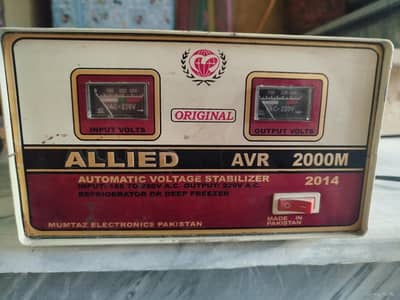 ORIGINAL
INPUT VOLTS
OUTPUT VOLTS
ALLIED AVR 2000M
AUTOMATIC VOLTAGE STABILIZER 2014
REFRIGERATOR OR DEEP FREEZER
MADE IN
PAKISTAN
MUMTAZ ELECTRONICS PAKISTAN